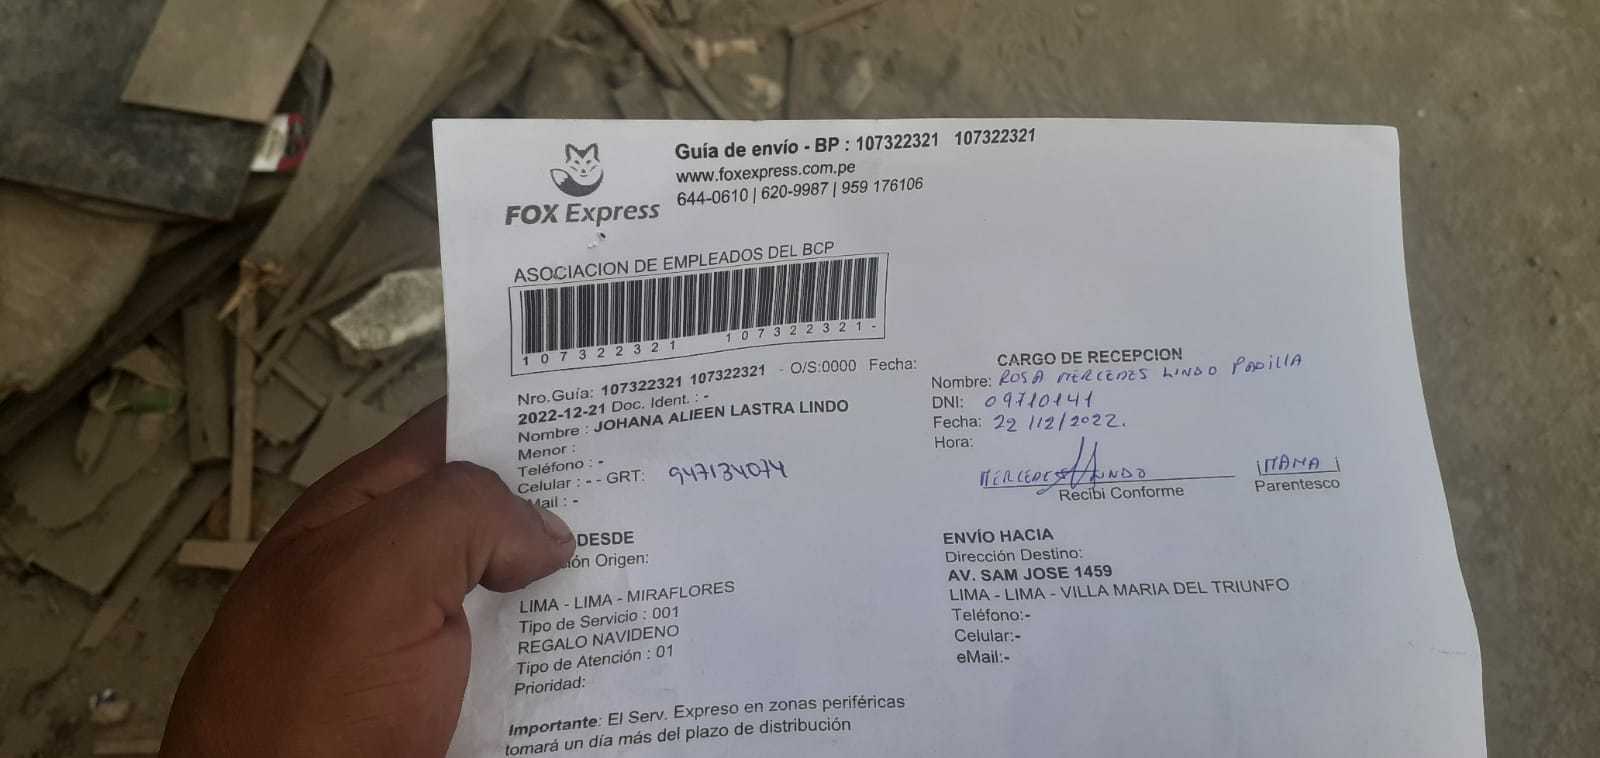 FOX Express
Guía de envío - BP : 107322321 107322321
www.foxexpress.com.pe
644-0610 | 620-9987 | 959 176106
ASOCIACION DE EMPLEADOS DEL BCP
107322321 107322321-
Nro.Guía: 107322321 107322321 - O/S:0000 Fecha:
2022-12-21 Doc. Ident. : -
Nombre : JOHANA ALIEEN LASTRA LINDO
Menor :
Teléfono : -
Celular : - - GRT: 947134074
Mail : -
CARGO DE RECEPCION
Nombre: ROSA MERCEDES LINDO PADILLA
DNI: 09710141
Fecha: 22/12/2022.
Hora:
MERCEDES LINDO MAMA
Recibi Conforme Parentesco
DESDE
Origen:
LIMA - LIMA - MIRAFLORES
Tipo de Servicio : 001
REGALO NAVIDENO
Tipo de Atención : 01
Prioridad:
ENVÍO HACIA
Dirección Destino:
AV. SAM JOSE 1459
LIMA - LIMA - VILLA MARIA DEL TRIUNFO
Teléfono:-
Celular:-
eMail:-
Importante: El Serv. Expreso en zonas periféricas
tomará un día más del plazo de distribución